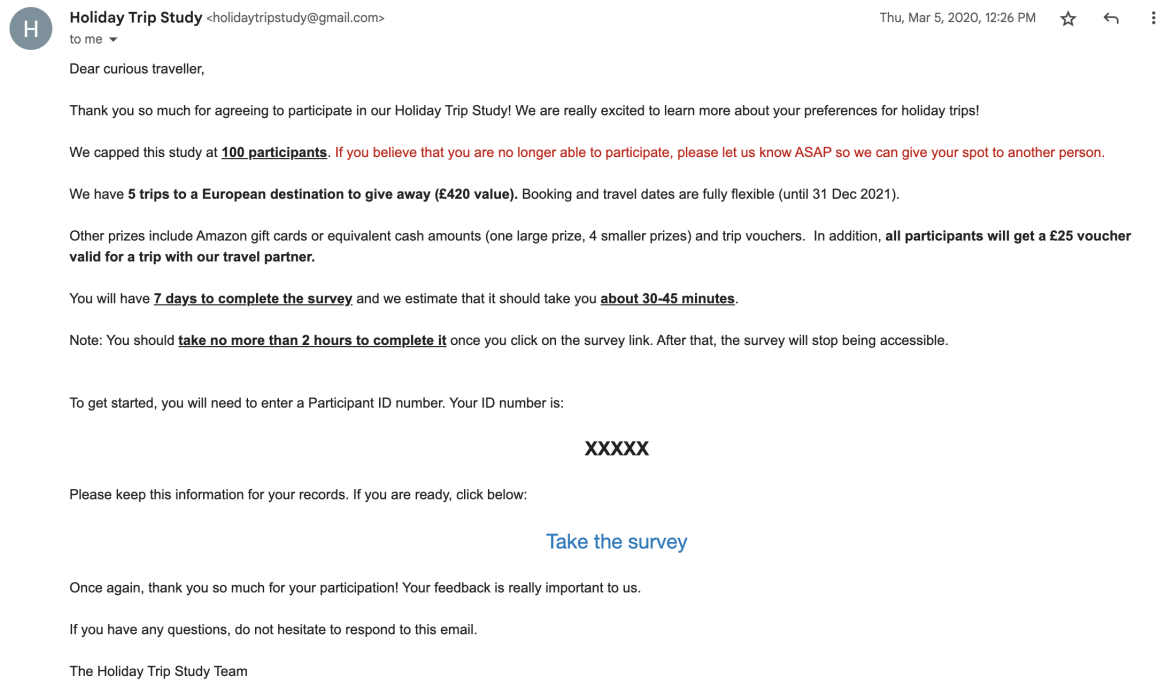 H
Holiday Trip Study <holidaytripstudy@gmail.com>
Thu, Mar 5, 2020, 12:26 PM
to me
Dear curious traveller,
Thank you so much for agreeing to participate in our Holiday Trip Study! We are really excited to learn more about your preferences for holiday trips!
We capped this study at 100 participants. If you believe that you are no longer able to participate, please let us know ASAP so we can give your spot to another person.
We have 5 trips to a European destination to give away (£420 value). Booking and travel dates are fully flexible (until 31 Dec 2021).
Other prizes include Amazon gift cards or equivalent cash amounts (one large prize, 4 smaller prizes) and trip vouchers.  In addition, all participants will get a £25 voucher
valid for a trip with our travel partner.
You will have 7 days to complete the survey and we estimate that it should take you about 30-45 minutes.
Note: You should take no more than 2 hours to complete it once you click on the survey link. After that, the survey will stop being accessible.
To get started, you will need to enter a Participant ID number. Your ID number is:
XXXXX
Please keep this information for your records. If you are ready, click below:
Take the survey
Once again, thank you so much for your participation! Your feedback is really important to us.
If you have any questions, do not hesitate to respond to this email.
The Holiday Trip Study Team